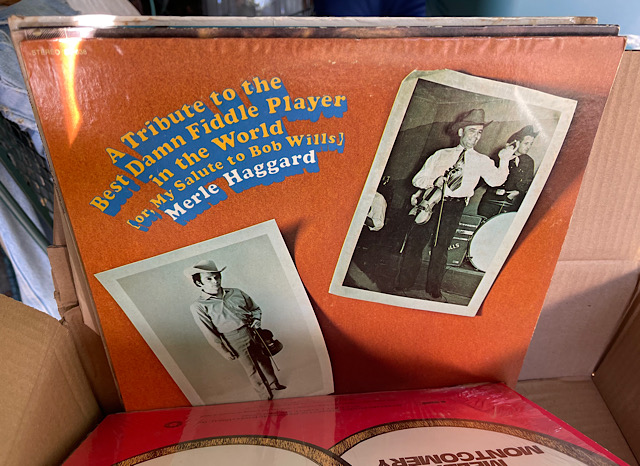 STEREO
A Tribute to the
Best Damn Fiddle Player
in the World
(or, My Salute to Bob Wills)
Merle Haggard
MONTGOMERY